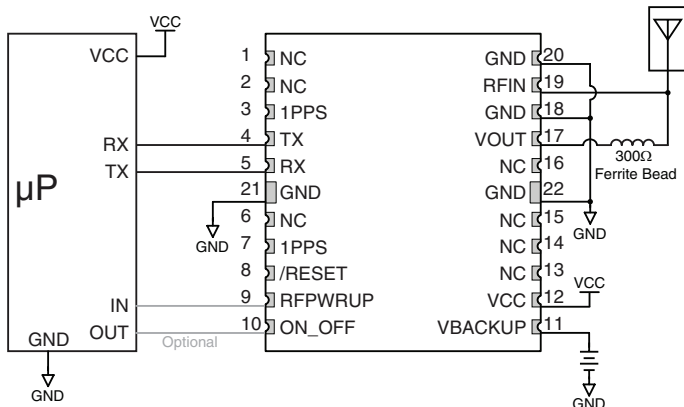 VCC
VCC
RX
TX
µP
IN
OUT
GND
GND
Optional
GND
1 NC
2 NC
3 1PPS
4 TX
5 RX
21 GND
6 NC
7 1PPS
8 /RESET
9 RFPWRUP
10 ON_OFF
GND 20
RFIN 19
GND 18
VOUT 17
NC 16
GND 22
NC 15
NC 14
NC 13
VCC 12
VBACKUP 11
300Ω
Ferrite Bead
GND
VCC
GND